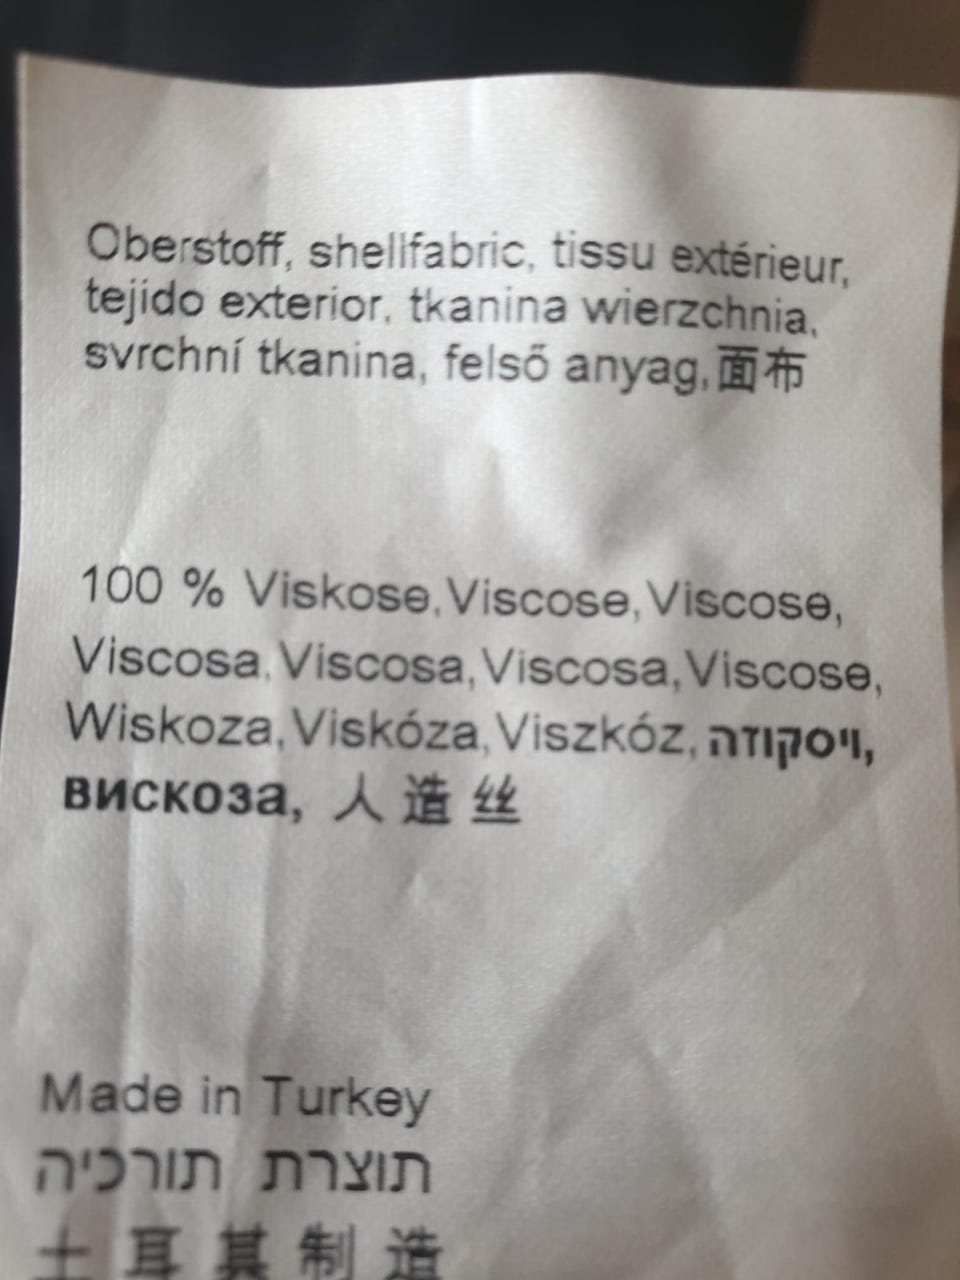 Oberstoff, shellfabric, tissu extérieur,
tejido exterior, tkanina wierzchnia,
svrchní tkanina, felső anyag,面布
100 % Viskose,Viscose,Viscose,
Viscosa,Viscosa,Viscosa,Viscose,
Wiskoza,Viskóza,Viszkóz,ויסקוזה,
вискоза, 人造丝
Made in Turkey
תוצרת תורכיה
土耳其制造